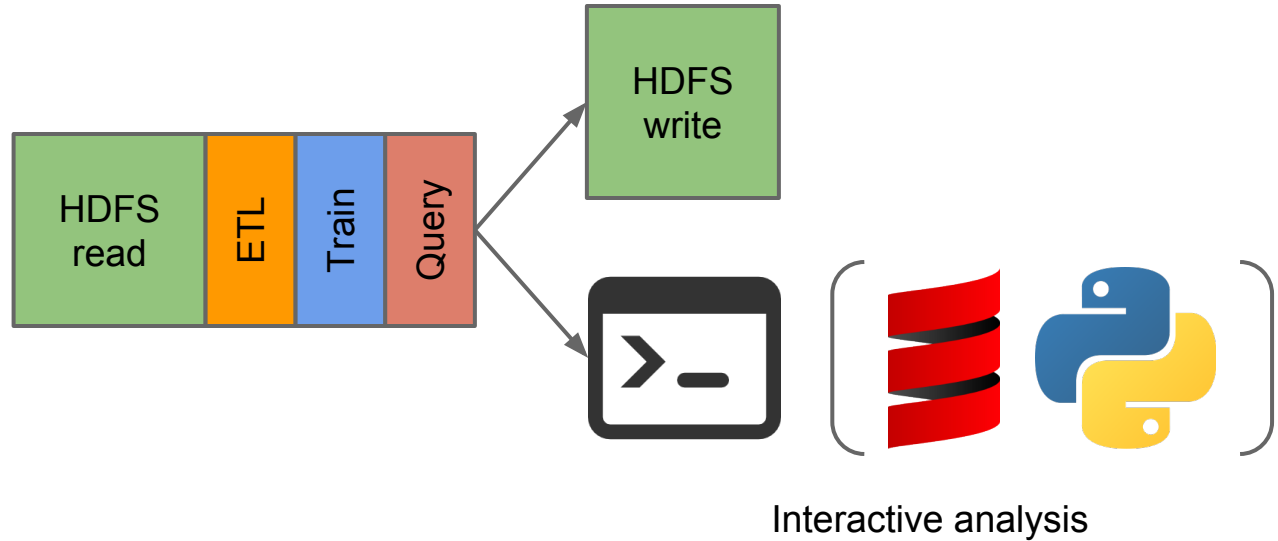 HDFS
read
ETL
Train
Query
HDFS
write
Interactive analysis